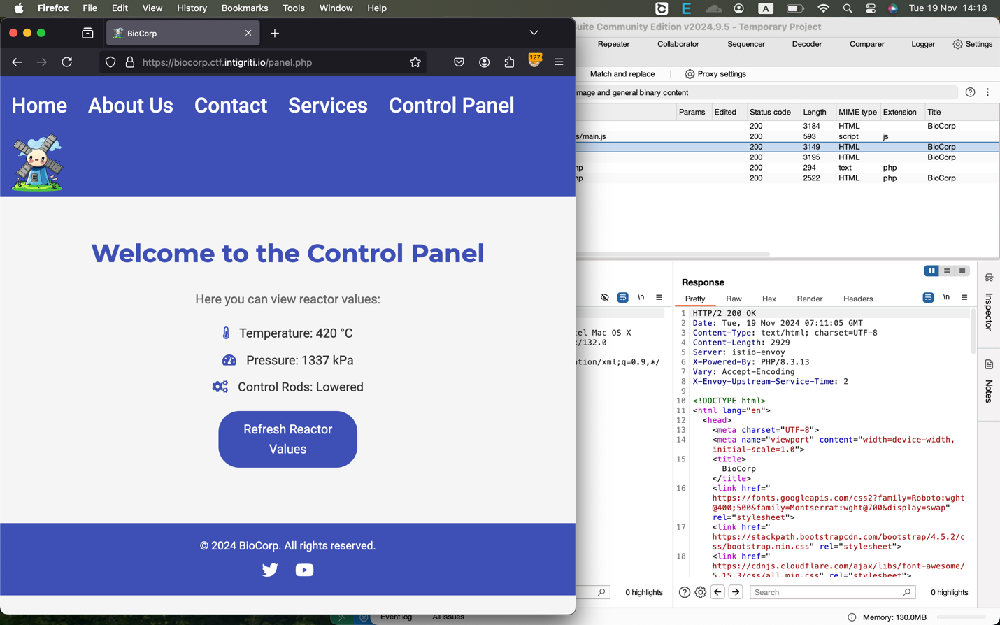 Firefox File Edit View History Bookmarks Tools Window Help A Tue 19 Nov 14:18
BioCorp
127.
https://biocorp.ctf.intigriti.io/panel.php
Home About Us Contact Services Control Panel
Welcome to the Control Panel
Here you can view reactor values:
Temperature: 420 °C
Pressure: 1337 kPa
Control Rods: Lowered
Refresh Reactor
Values
© 2024 BioCorp. All rights reserved.
Suite Community Edition v2024.9.5 - Temporary Project
Repeater Collaborator Sequencer Decoder Comparer Logger Settings
Match and replace Proxy settings
image and general binary content
Params Edited Status code Length MIME type Extension Title
200 3184 HTML BioCorp
s/main.js 200 593 script js
200 3149 HTML BioCorp
200 3195 HTML BioCorp
hp 200 294 text php
hp 200 2522 HTML php BioCorp
\n
tel Mac OS X
x/132.0
ation/xml;q=0.9,*/
0 highlights
Response
Pretty Raw Hex Render Headers \n
1 HTTP/2 200 OK
2 Date: Tue, 19 Nov 2024 07:11:05 GMT
3 Content-Type: text/html; charset=UTF-8
4 Content-Length: 2929
5 Server: istio-envoy
6 X-Powered-By: PHP/8.3.13
7 Vary: Accept-Encoding
8 X-Envoy-Upstream-Service-Time: 2
9
10 <!DOCTYPE html>
11 <html lang="en">
12 <head>
13 <meta charset="UTF-8">
14 <meta name="viewport" content="width=device-width,
initial-scale=1.0">
15 <title>
BioCorp
</title>
16 <link href="
https://fonts.googleapis.com/css2?family=Roboto:wght
@400;500&family=Montserrat:wght@700&display=swap"
rel="stylesheet">
17 <link href="
https://stackpath.bootstrapcdn.com/bootstrap/4.5.2/c
ss/bootstrap.min.css" rel="stylesheet">
18 <link href="
https://cdnjs.cloudflare.com/ajax/libs/font-awesome/
5.15.3/css/all.min.css" rel="stylesheet">
Search
0 highlights
Inspector
Notes
Event log All issues
Memory: 130.0MB